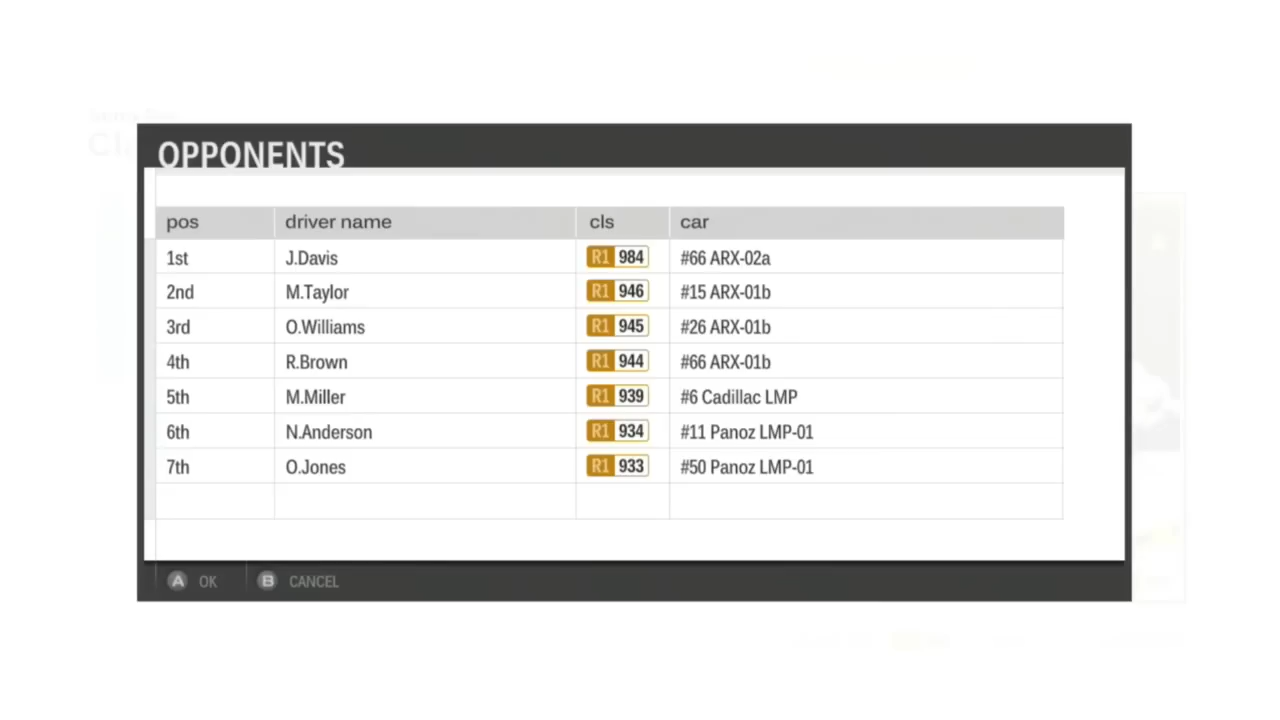 OPPONENTS
pos driver name cls car
1st J.Davis R1 984 #66 ARX-02a
2nd M.Taylor R1 946 #15 ARX-01b
3rd O.Williams R1 945 #26 ARX-01b
4th R.Brown R1 944 #66 ARX-01b
5th M.Miller R1 939 #6 Cadillac LMP
6th N.Anderson R1 934 #11 Panoz LMP-01
7th O.Jones R1 933 #50 Panoz LMP-01
A OK B CANCEL